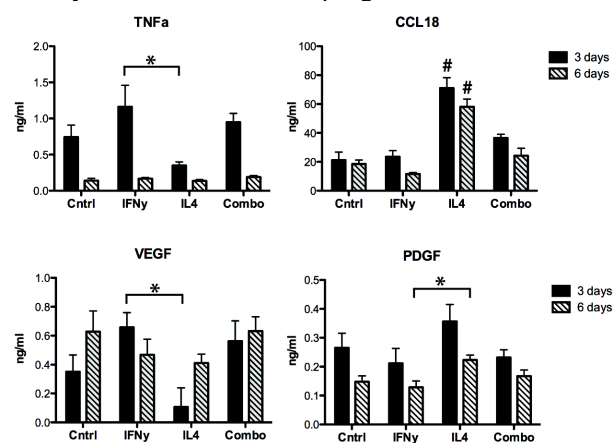 TNFa
2.0
1.5
1.0
0.5
0.0
ng/ml
*
Cntrl IFNy IL4 Combo
CCL18
100
80
60
40
20
0
ng/ml
# #
Cntrl IFNy IL4 Combo
3 days
6 days
VEGF
1.0
0.8
0.6
0.4
0.2
0.0
ng/ml
*
Cntrl IFNy IL4 Combo
PDGF
0.5
0.4
0.3
0.2
0.1
0.0
ng/ml
*
Cntrl IFNy IL4 Combo
3 days
6 days